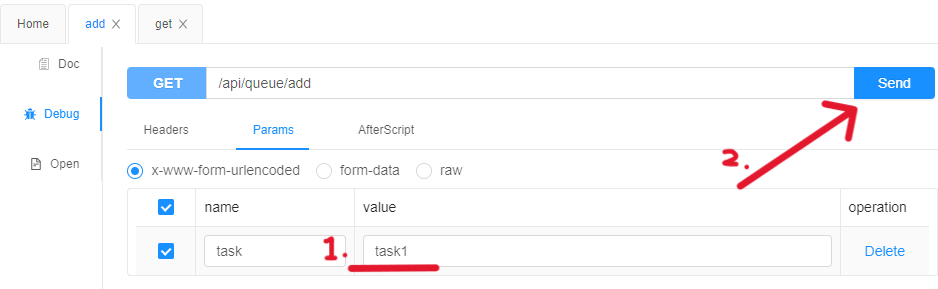 Home add get
Doc
GET /api/queue/add Send
Debug
Headers Params AfterScript
2.
Open
x-www-form-urlencoded form-data raw
name value operation
task 1. task1 Delete